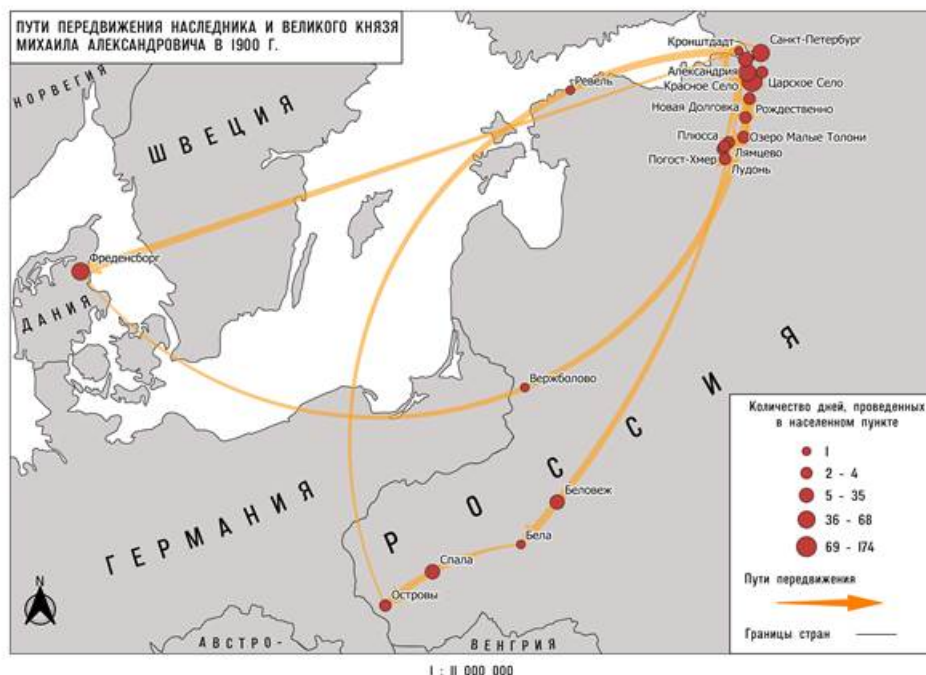 ПУТИ ПЕРЕДВИЖЕНИЯ НАСЛЕДНИКА И ВЕЛИКОГО КНЯЗЯ
МИХАИЛА АЛЕКСАНДРОВИЧА В 1900 Г.
НОРВЕГИЯ
ШВЕЦИЯ
Кронштдадт
Санкт-Петербург
Александрия
Красное Село
Царское Село
Ревель
Новая Долговка
Рождественно
Плюсса
Озеро Малые Толони
Лямцево
Погост-Хмер
Лудонь
Фреденсборг
ДАНИЯ
Вержболово
РОССИЯ
ГЕРМАНИЯ
Беловеж
Бела
Спала
Островы
N
АВСТРО-
ВЕНГРИЯ
Количество дней, проведенных
в населенном пункте
1
2 - 4
5 - 35
36 - 68
69 - 174
Пути передвижения
Границы стран
1 : 11 000 000